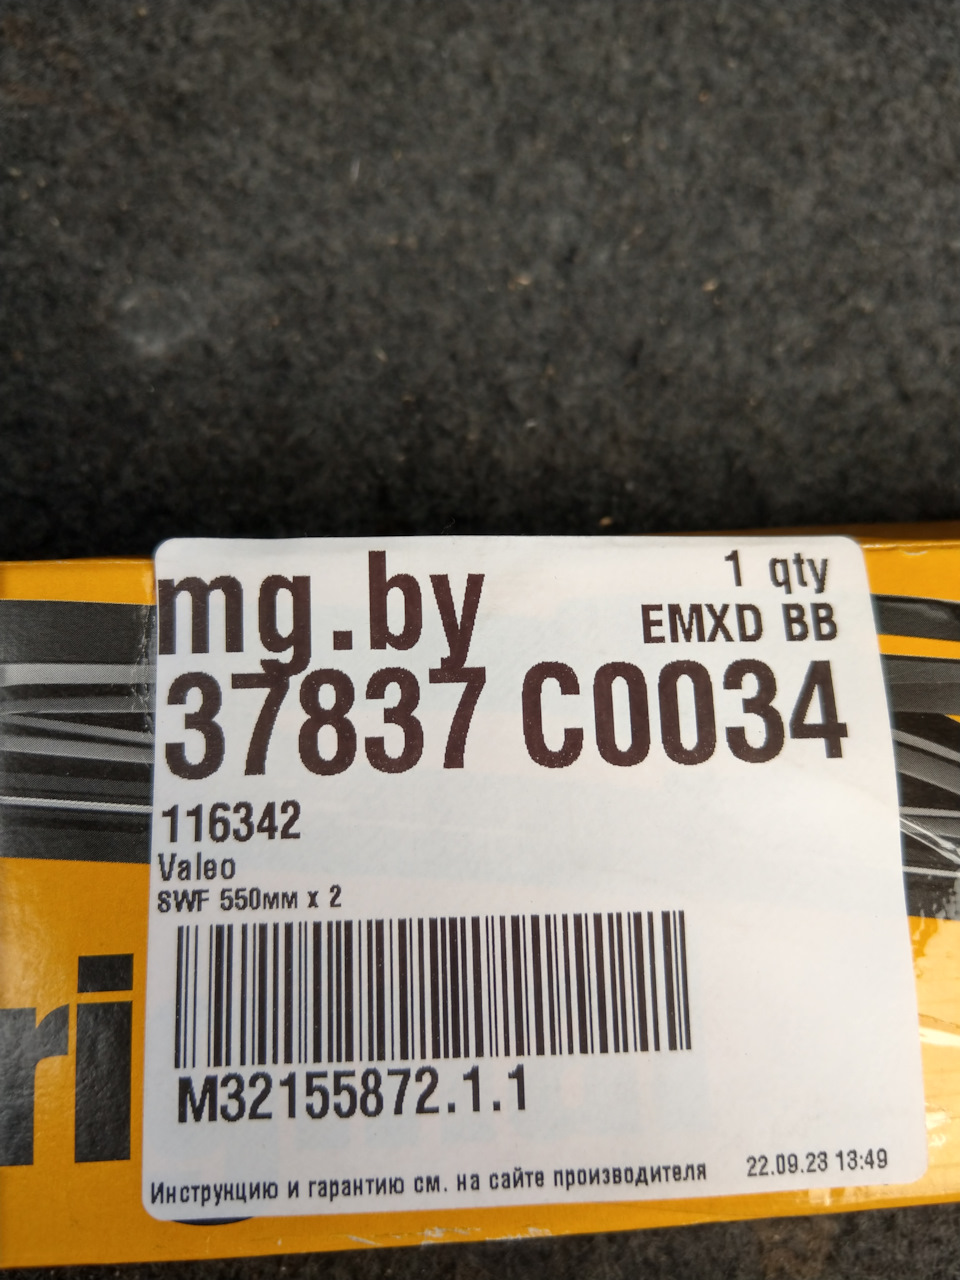 mg.by
1 qty
EMXD BB
37837 C0034
116342
Valeo
SWF 550мм x 2
M32155872.1.1
Инструкцию и гарантию см. на сайте производителя
22.09.23 13:49
ri